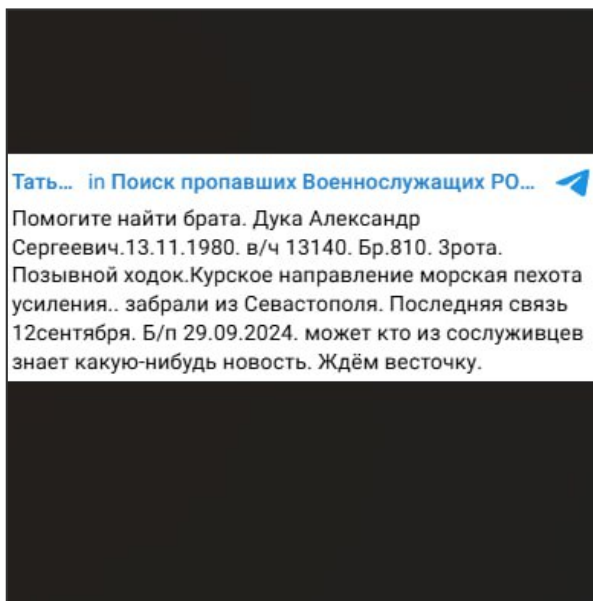 Тать... in Поиск пропавших Военнослужащих РО...
Помогите найти брата. Дука Александр
Сергеевич.13.11.1980. в/ч 13140. Бр.810. 3рота.
Позывной ходок.Курское направление морская пехота
усиления.. забрали из Севастополя. Последняя связь
12сентября. Б/п 29.09.2024. может кто из сослуживцев
знает какую-нибудь новость. Ждём весточку.